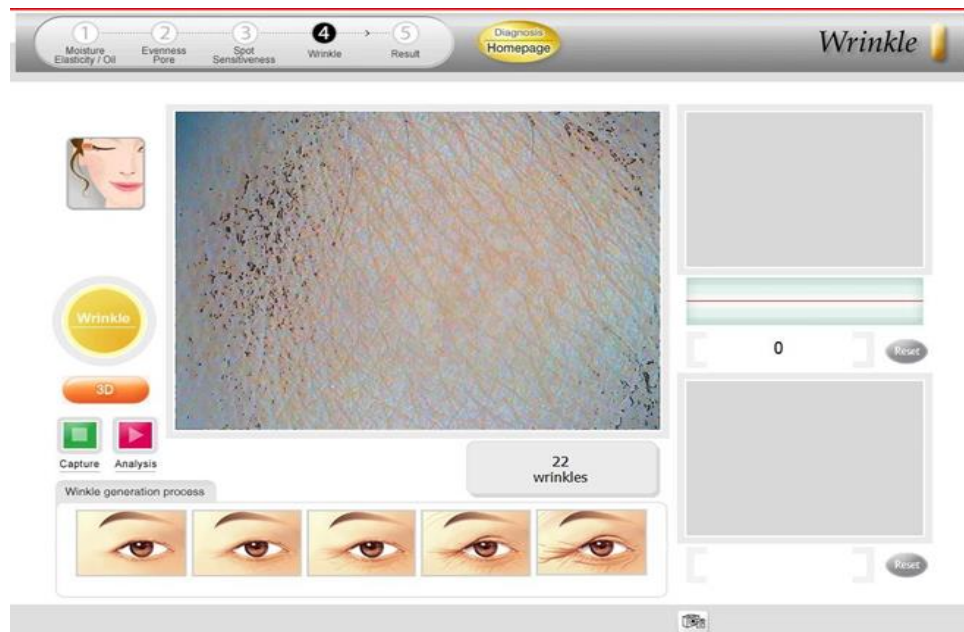 1
Moisture
Elasticity / Oil
2
Evenness
Pore
3
Spot
Sensitiveness
4
Wrinkle
5
Result
Diagnosis
Homepage
Wrinkle
Wrinkle
3D
Capture
Analysis
22
wrinkles
0
Reset
Winkle generation process
Reset